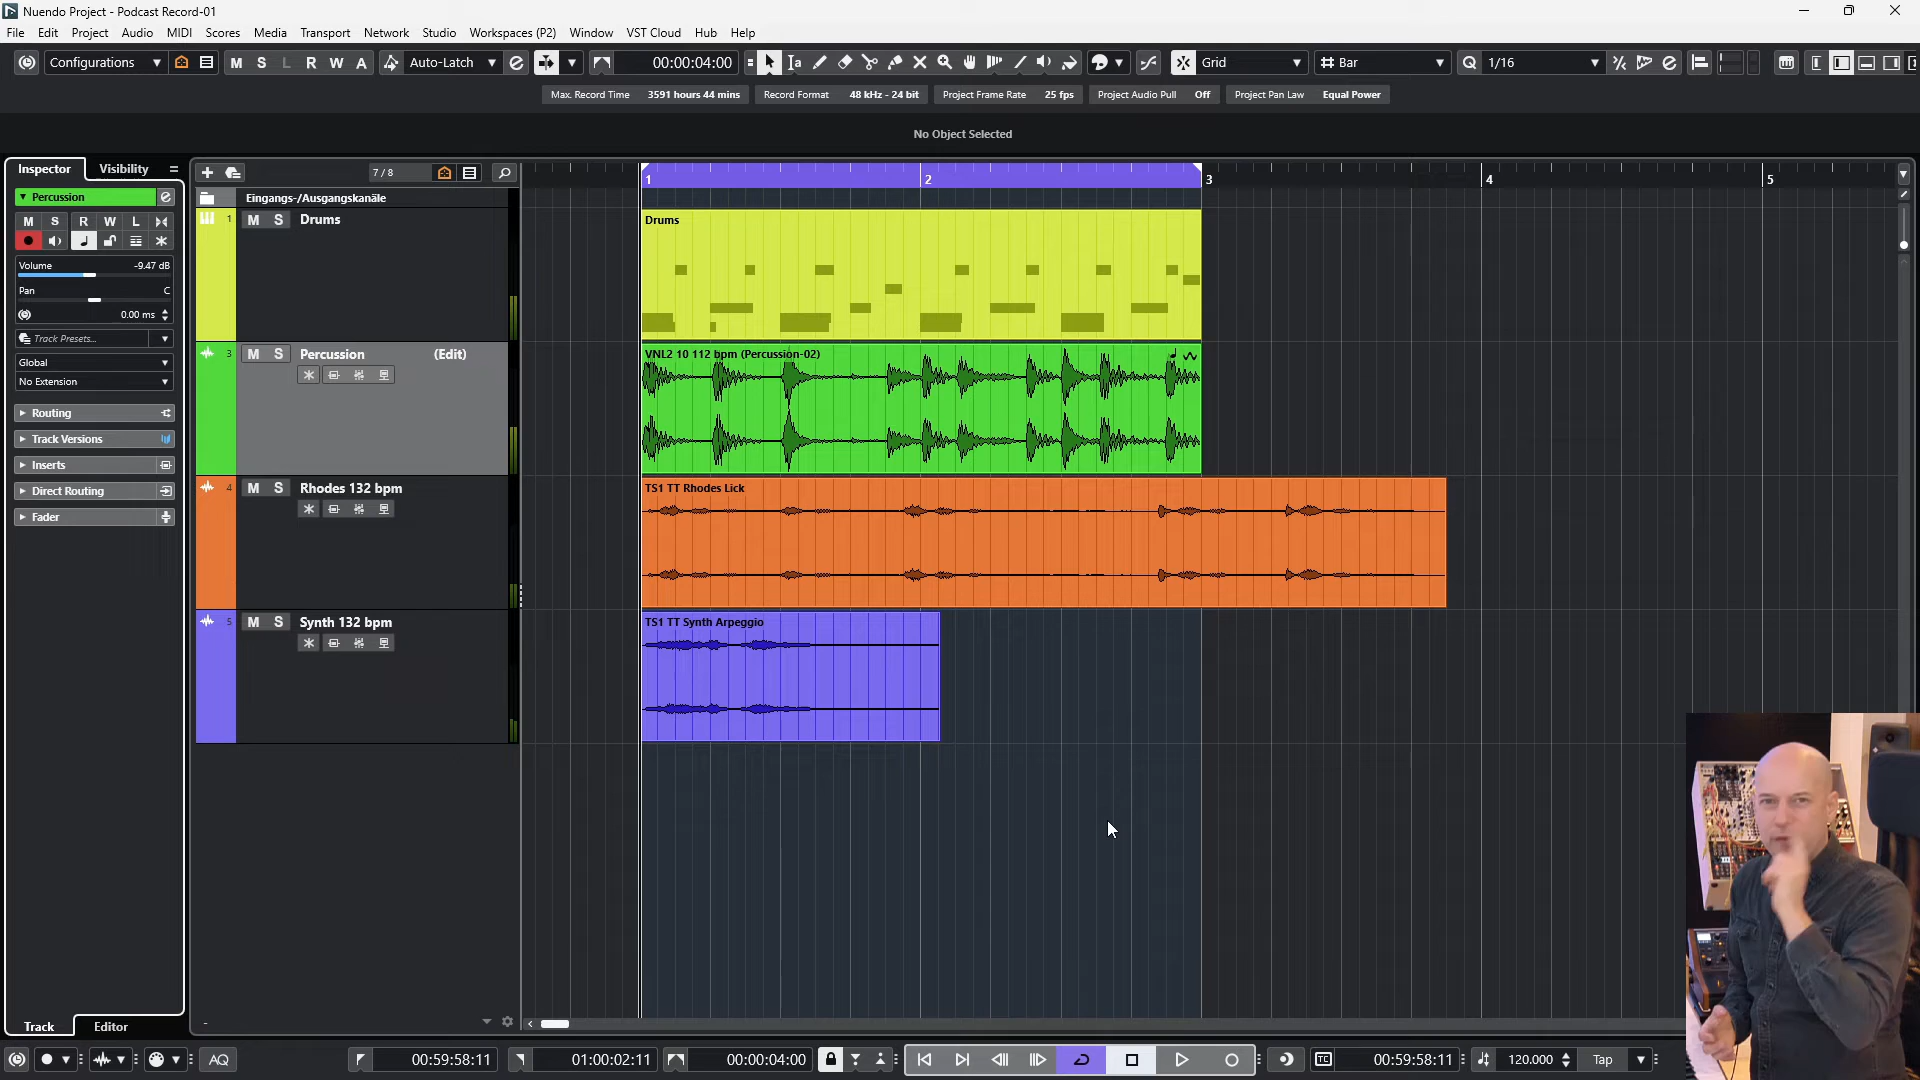 Nuendo Project - Podcast Record-01
File Edit Project Audio MIDI Scores Media Transport Network Studio Workspaces (P2) Window VST Cloud Hub Help
Configurations M S L R W A Auto-Latch 00:00:04:00 Grid Bar Q 1/16
Max. Record Time 3591 hours 44 mins Record Format 48 kHz - 24 bit Project Frame Rate 25 fps Project Audio Pull Off Project Pan Law Equal Power
No Object Selected
Inspector Visibility
7 / 8
1 2 3 4 5
Percussion
M S R W L
Volume -9.47 dB
Pan C
0.00 ms
Track Presets...
Global
No Extension
Routing
Track Versions
Inserts
Direct Routing
Fader
Eingangs-/Ausgangskanäle
1 M S Drums
Drums
3 M S Percussion (Edit)
VNL2 10 112 bpm (Percussion-02)
4 M S Rhodes 132 bpm
TS1 TT Rhodes Lick
5 M S Synth 132 bpm
TS1 TT Synth Arpeggio
Track Editor
AQ 00:59:58:11 01:00:02:11 00:00:04:00 TC 00:59:58:11 120.000 Tap